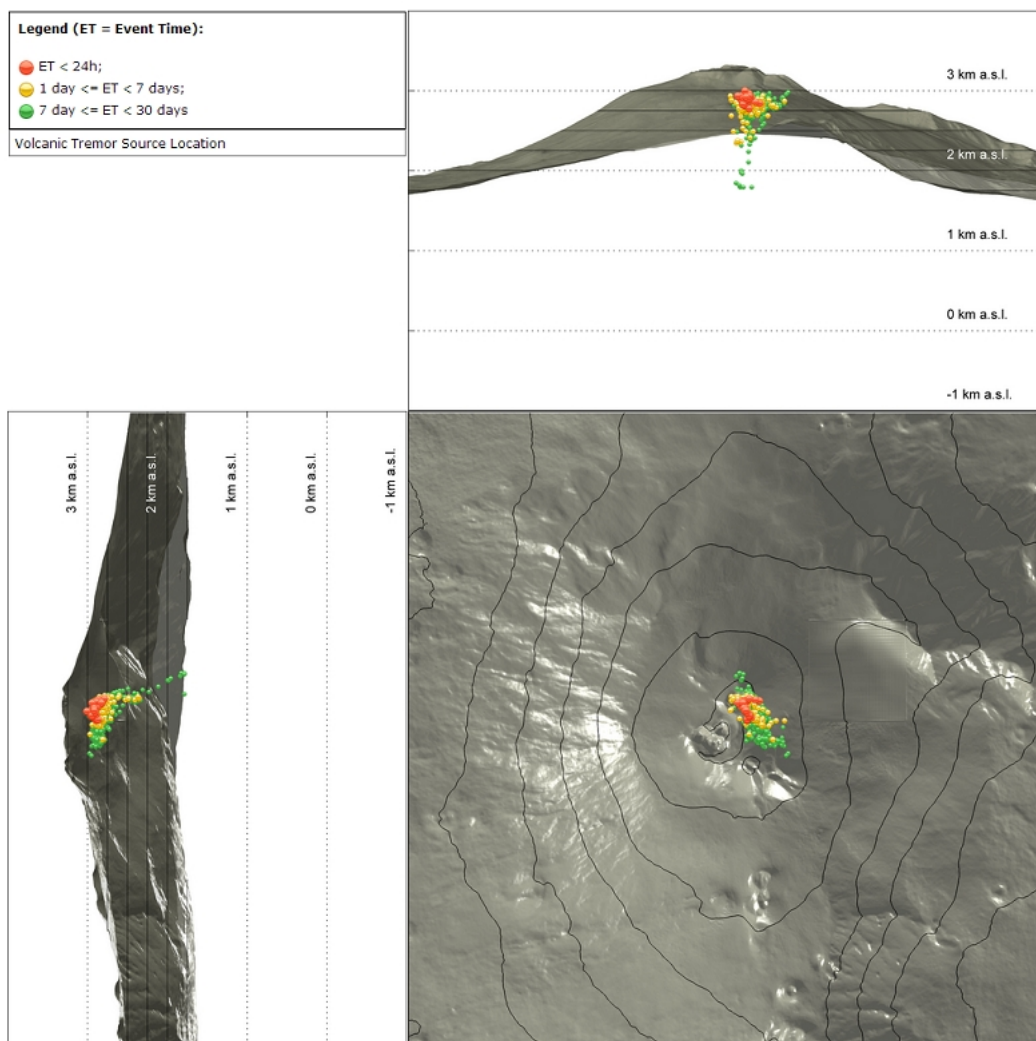 Legend (ET = Event Time):
ET < 24h;
1 day <= ET < 7 days;
7 day <= ET < 30 days
Volcanic Tremor Source Location
3 km a.s.l.
2 km a.s.l.
1 km a.s.l.
0 km a.s.l.
-1 km a.s.l.
3 km a.s.l.
2 km a.s.l.
1 km a.s.l.
0 km a.s.l.
-1 km a.s.l.